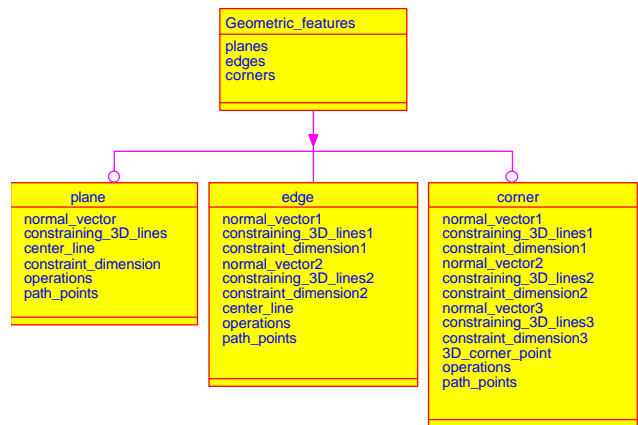 Geometric_features
planes
edges
corners
plane
normal_vector
constraining_3D_lines
center_line
constraint_dimension
operations
path_points
edge
normal_vector1
constraining_3D_lines1
constraint_dimension1
normal_vector2
constraining_3D_lines2
constraint_dimension2
center_line
operations
path_points
corner
normal_vector1
constraining_3D_lines1
constraint_dimension1
normal_vector2
constraining_3D_lines2
constraint_dimension2
normal_vector3
constraining_3D_lines3
constraint_dimension3
3D_corner_point
operations
path_points